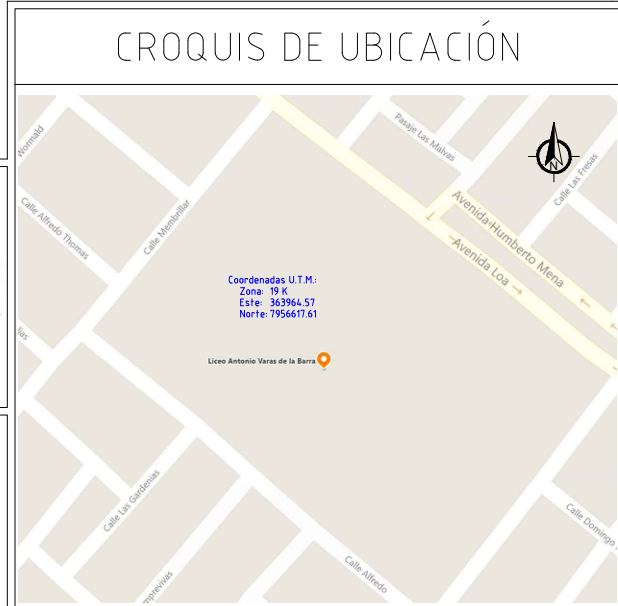 CROQUIS DE UBICACIÓN
Wormald
Pasaje Las Malvas
Calle Las Fresas
N
Calle Alfredo Thomas
Calle Membrillar
Avenida Humberto Mena
Avenida Loa
Coordenadas U.T.M.:
Zona: 19 K
Este: 363964.57
Norte: 7956617.61
Liceo Antonio Varas de la Barra
Calle Las Gardenias
Calle Domingo
Calle Alfredo